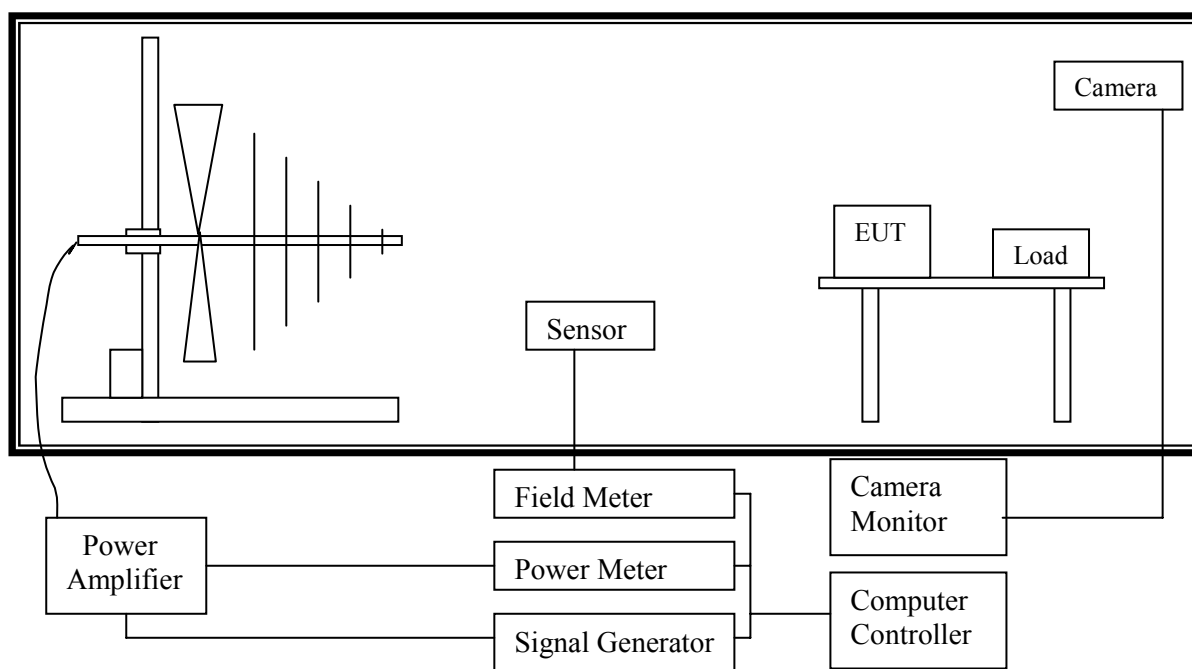 Camera
EUT
Load
Sensor
Field Meter
Camera
Monitor
Power
Amplifier
Power Meter
Computer
Controller
Signal Generator